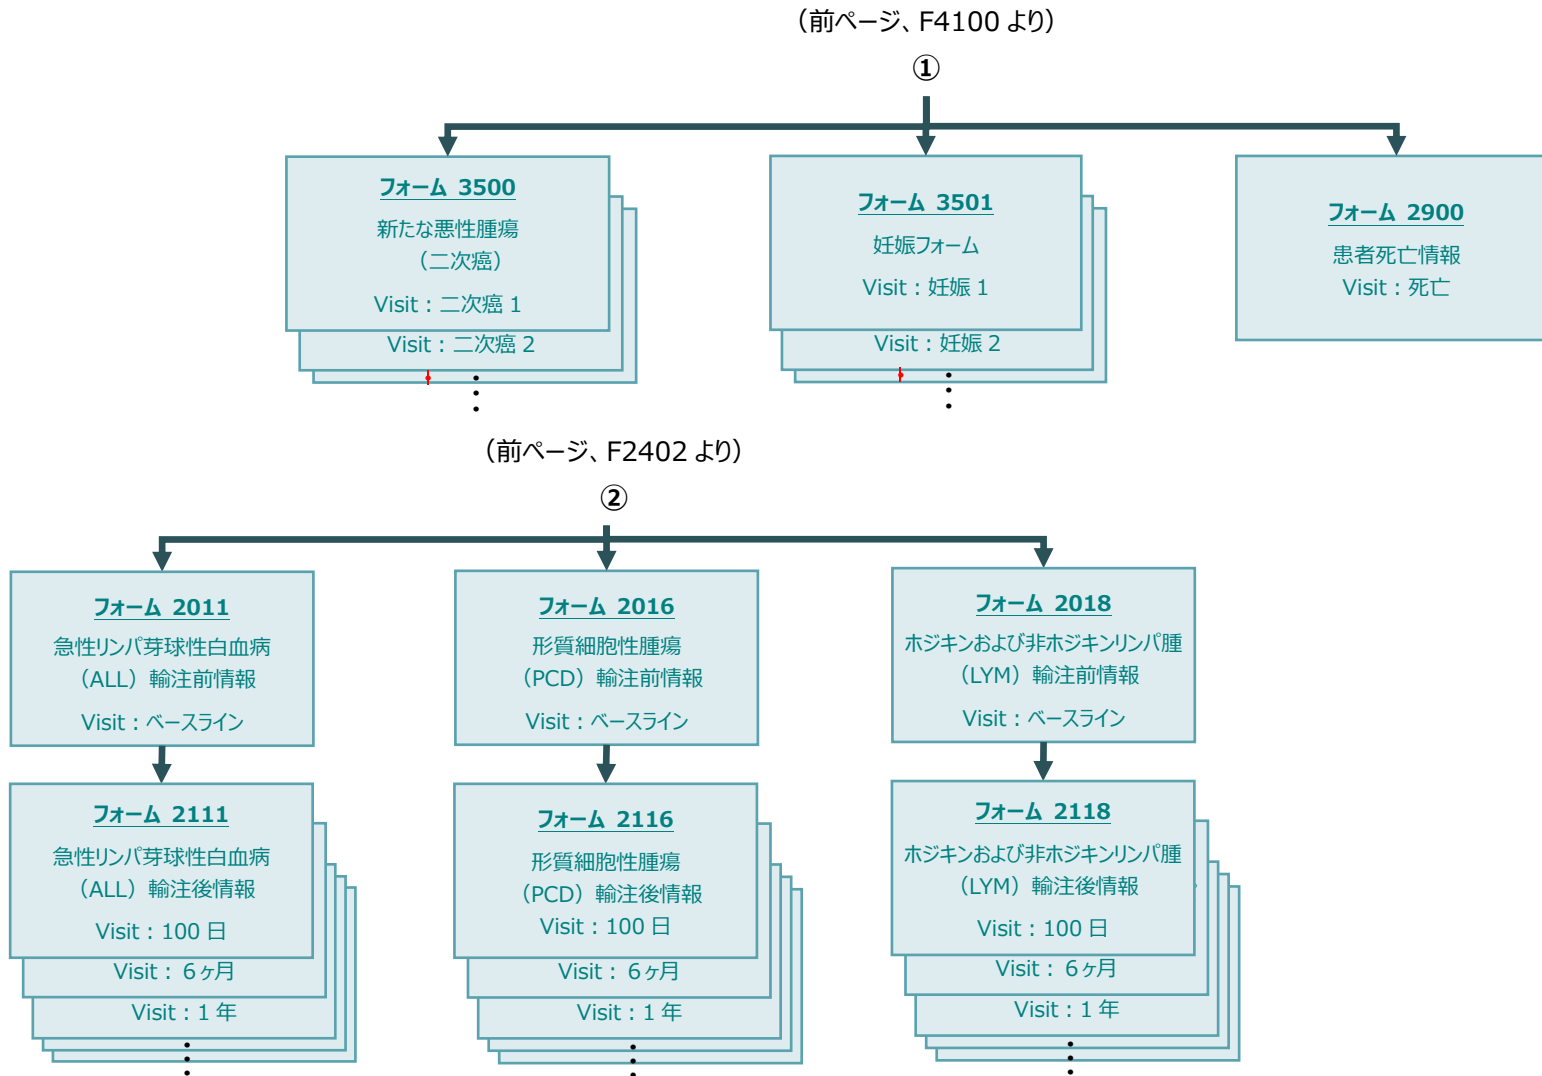 （前ページ、F4100 より）
①
フォーム 3500
新たな悪性腫瘍
（二次癌）
Visit：二次癌 1
Visit：二次癌 2
フォーム 3501
妊娠フォーム
Visit：妊娠 1
Visit：妊娠 2
フォーム 2900
患者死亡情報
Visit：死亡
（前ページ、F2402 より）
②
フォーム 2011
急性リンパ芽球性白血病
（ALL）輸注前情報
Visit：ベースライン
フォーム 2016
形質細胞性腫瘍
（PCD）輸注前情報
Visit：ベースライン
フォーム 2018
ホジキンおよび非ホジキンリンパ腫
（LYM）輸注前情報
Visit：ベースライン
フォーム 2111
急性リンパ芽球性白血病
（ALL）輸注後情報
Visit：100 日
Visit：6ヶ月
Visit：1 年
フォーム 2116
形質細胞性腫瘍
（PCD）輸注後情報
Visit：100 日
Visit：6ヶ月
Visit：1 年
フォーム 2118
ホジキンおよび非ホジキンリンパ腫
（LYM）輸注後情報
Visit：100 日
Visit：6ヶ月
Visit：1 年